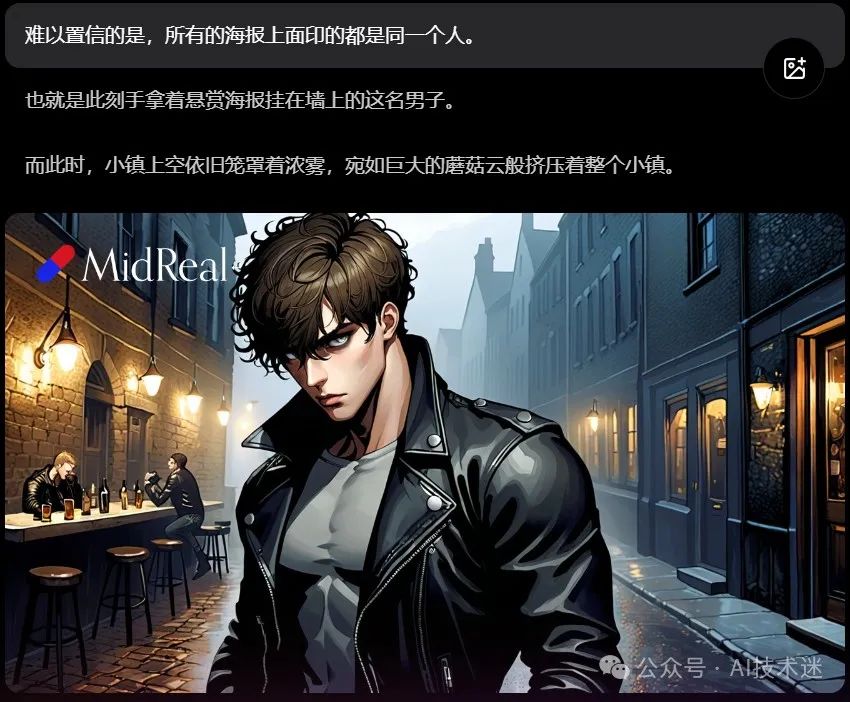 难以置信的是，所有的海报上面印的都是同一个人。
也就是此刻手拿着悬赏海报挂在墙上的这名男子。
而此时，小镇上空依旧笼罩着浓雾，宛如巨大的蘑菇云般挤压着整个小镇。
MidReal
公众号 · AI技术迷